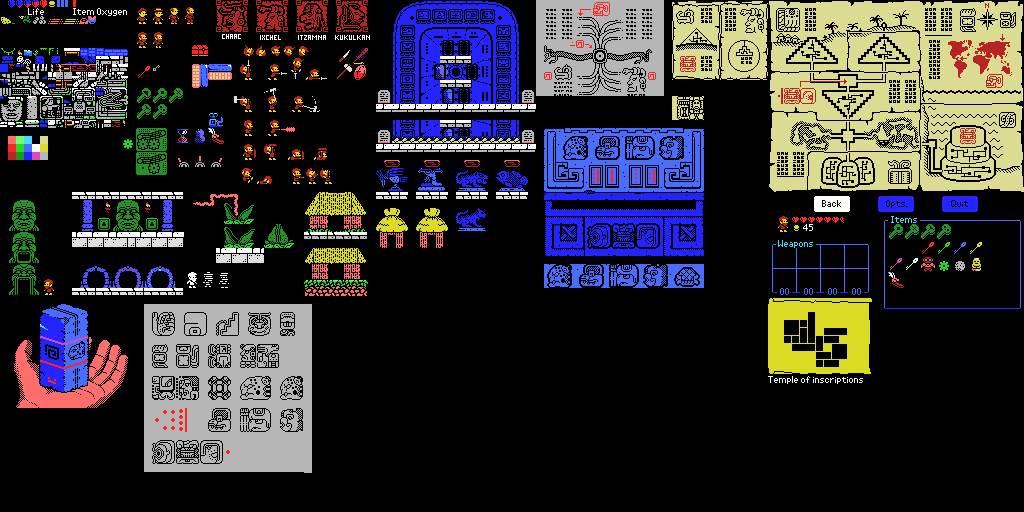 Life
Item Oxygen
CHAAC
IXCHEL
ITZAMNA
KUKULKAN
N
Back
Opts.
Quit
45
Items
Weapons
00 00 00 00
Temple of inscriptions